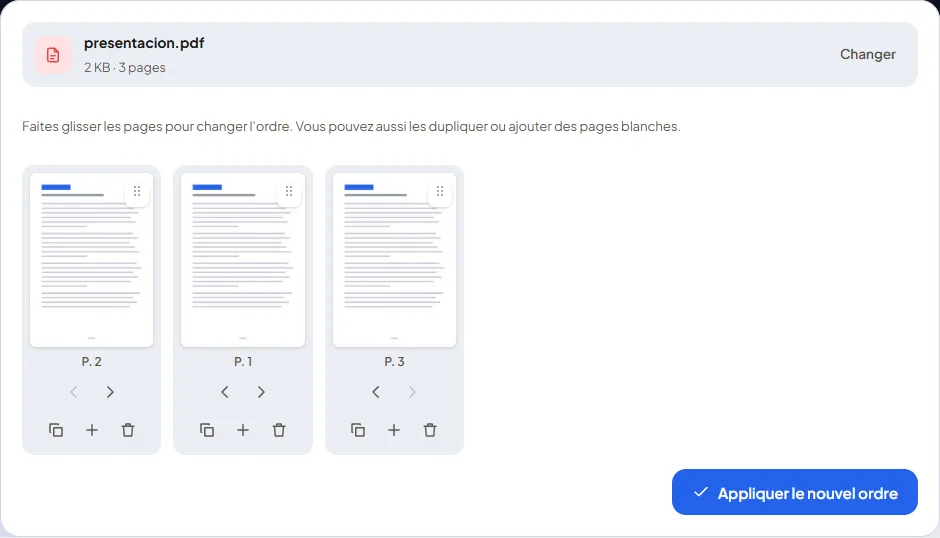 presentacion.pdf
2 KB · 3 pages
Changer
Faites glisser les pages pour changer l'ordre. Vous pouvez aussi les dupliquer ou ajouter des pages blanches.
P. 2
P. 1
P. 3
Appliquer le nouvel ordre